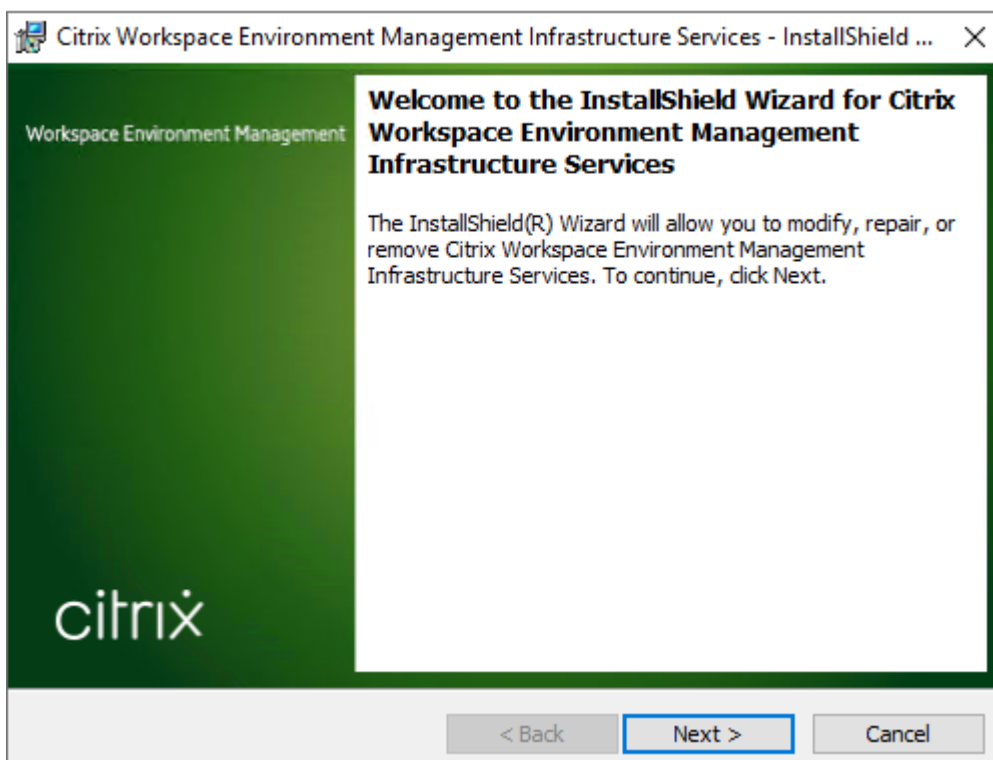 Citrix Workspace Environment Management Infrastructure Services - InstallShield ...
Workspace Environment Management
Welcome to the InstallShield Wizard for Citrix
Workspace Environment Management
Infrastructure Services
The InstallShield(R) Wizard will allow you to modify, repair, or
remove Citrix Workspace Environment Management
Infrastructure Services. To continue, click Next.
citrix
< Back Next > Cancel